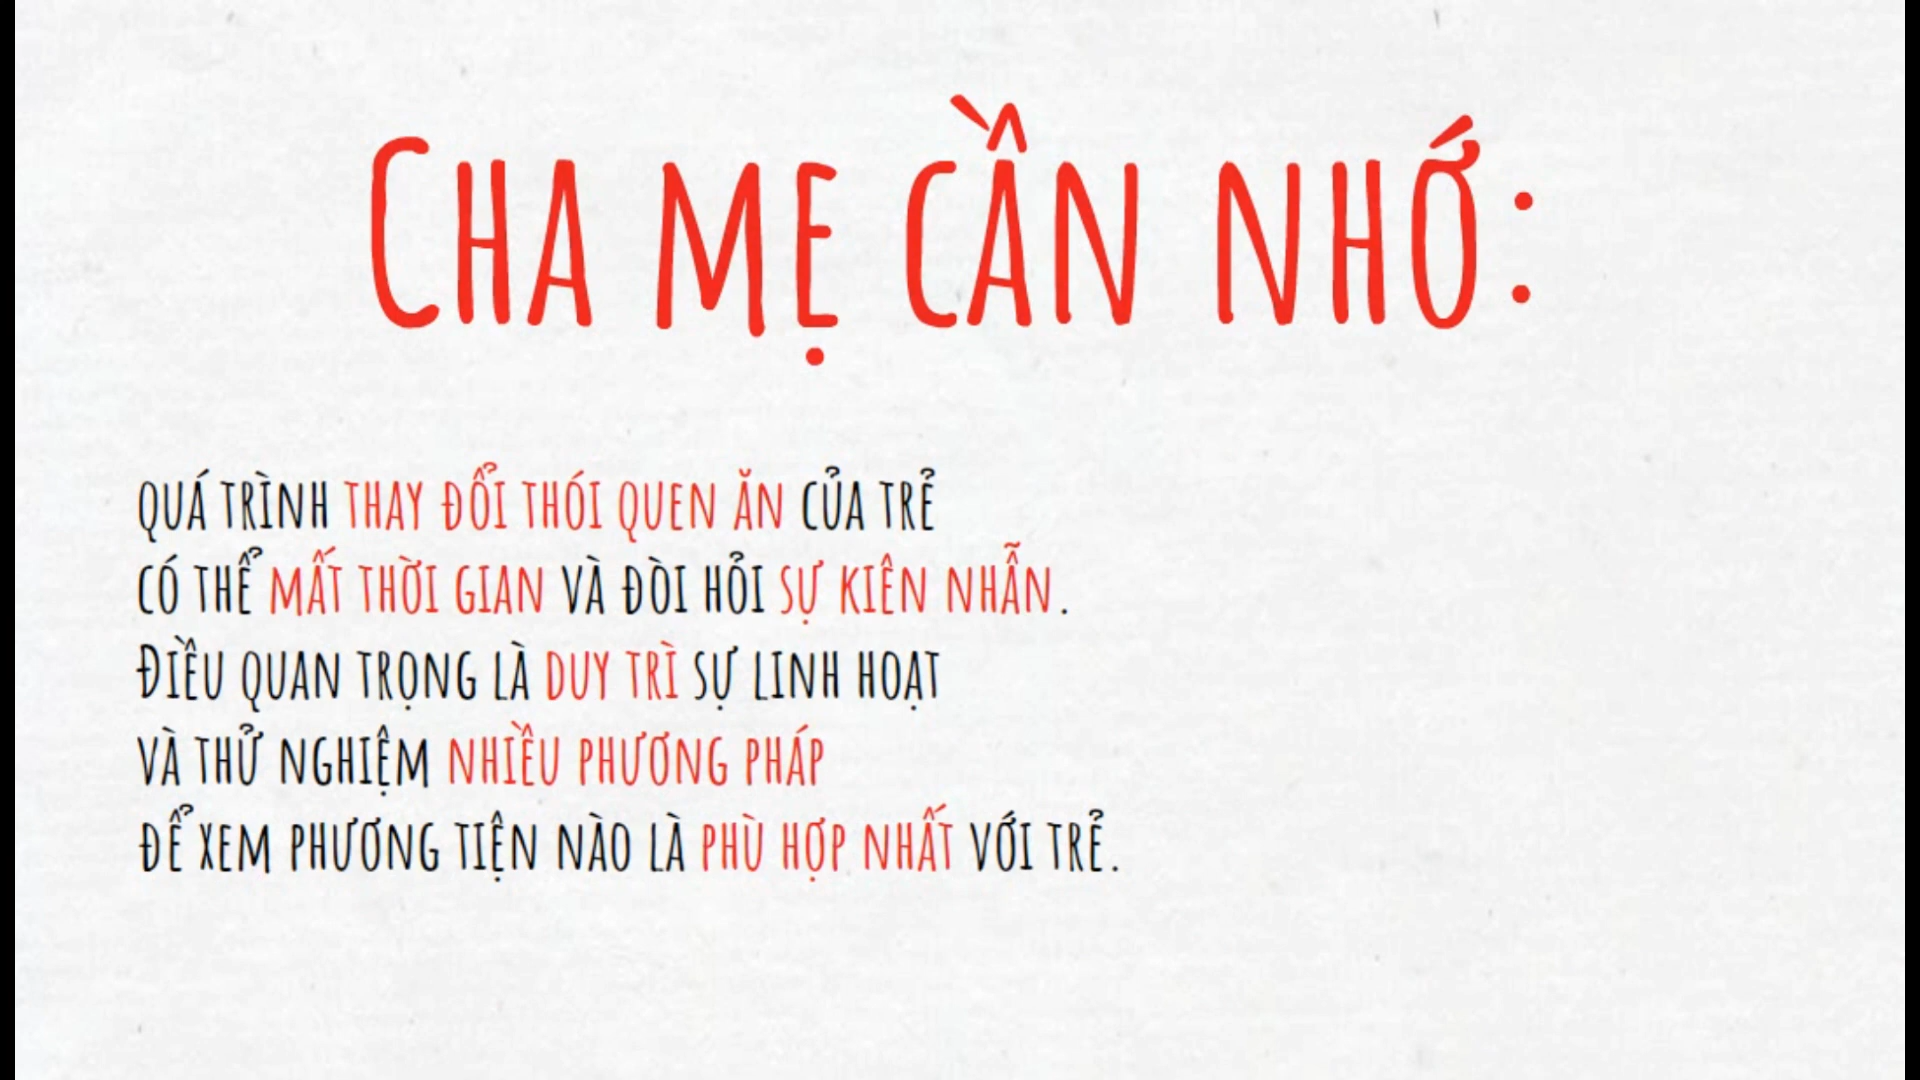 Cha mẹ cần nhớ:
quá trình thay đổi thói quen ăn của trẻ
có thể mất thời gian và đòi hỏi sự kiên nhẫn.
Điều quan trọng là duy trì sự linh hoạt
và thử nghiệm nhiều phương pháp
để xem phương tiện nào là phù hợp nhất với trẻ.